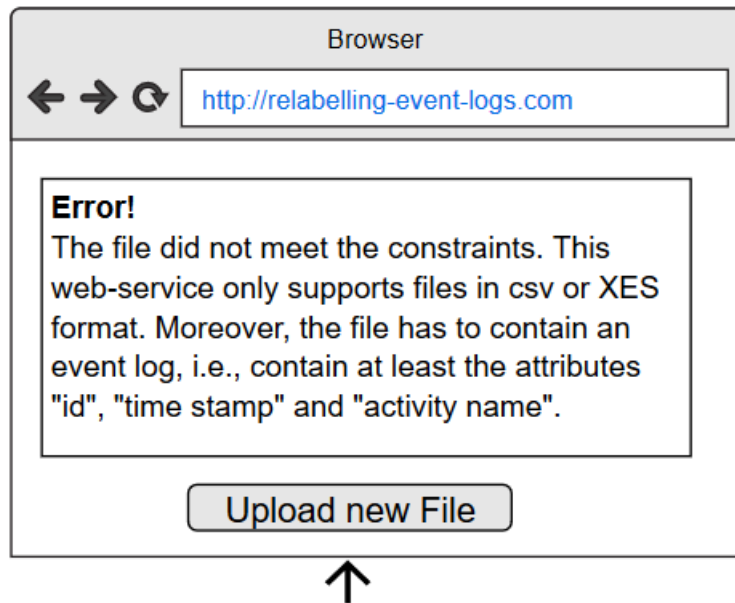 Browser
http://relabelling-event-logs.com
Error!
The file did not meet the constraints. This
web-service only supports files in csv or XES
format. Moreover, the file has to contain an
event log, i.e., contain at least the attributes
"id", "time stamp" and "activity name".
Upload new File